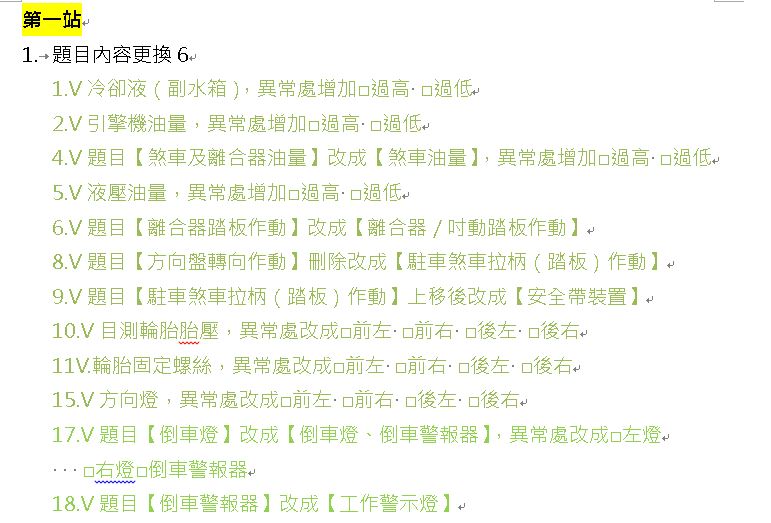 第一站
1.→題目內容更換 6
1.V 冷卻液（副水箱），異常處增加□過高· □過低
2.V 引擎機油量，異常處增加□過高· □過低
4.V 題目【煞車及離合器油量】改成【煞車油量】，異常處增加□過高· □過低
5.V 液壓油量，異常處增加□過高· □過低
6.V 題目【離合器踏板作動】改成【離合器／吋動踏板作動】
8.V 題目【方向盤轉向作動】刪除改成【駐車煞車拉柄（踏板）作動】
9.V 題目【駐車煞車拉柄（踏板）作動】上移後改成【安全帶裝置】
10.V 目測輪胎胎壓，異常處改成□前左· □前右· □後左· □後右
11V.輪胎固定螺絲，異常處改成□前左· □前右· □後左· □後右
15.V 方向燈，異常處改成□前左· □前右· □後左· □後右
17.V 題目【倒車燈】改成【倒車燈、倒車警報器】，異常處改成□左燈
··· □右燈□倒車警報器
18.V 題目【倒車警報器】改成【工作警示燈】